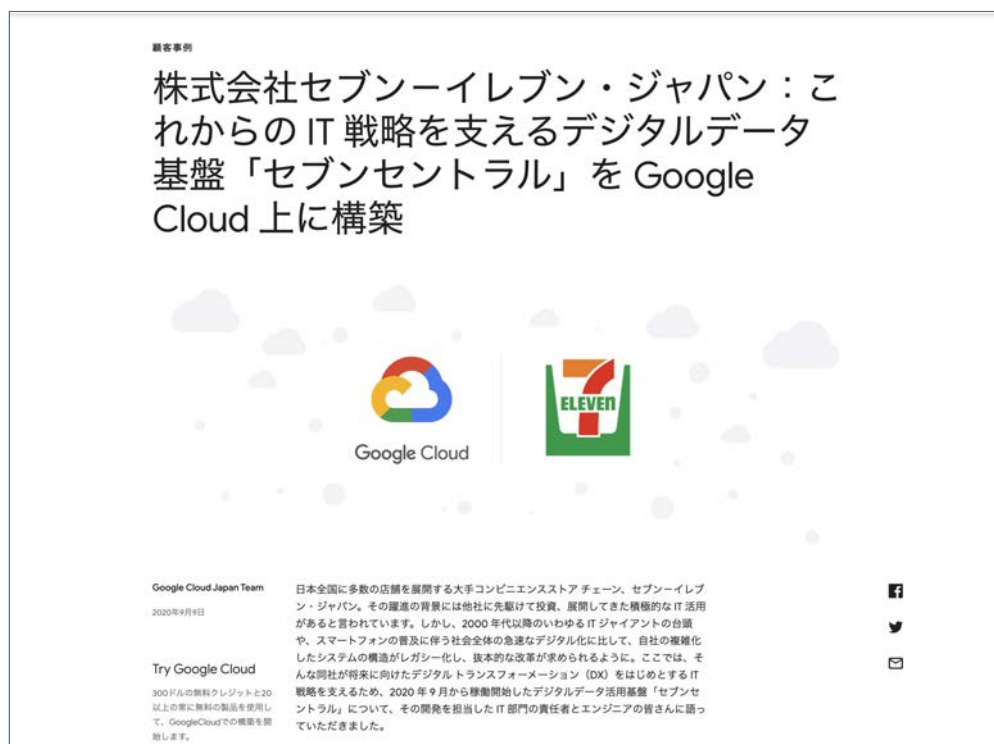 顧客事例
株式会社セブン－イレブン・ジャパン：こ
れからの IT 戦略を支えるデジタルデータ
基盤「セブンセントラル」を Google
Cloud 上に構築
Google Cloud
7
ELEVEN
Google Cloud Japan Team
2020年9月9日
Try Google Cloud
300ドルの無料クレジットと20
以上の常に無料の製品を使用し
て、GoogleCloudでの構築を開
始します。
日本全国に多数の店舗を展開する大手コンビニエンスストア チェーン、セブン－イレブ
ン・ジャパン。その躍進の背景には他社に先駆けて投資、展開してきた積極的な IT 活用
があると言われています。しかし、2000 年代以降のいわゆる IT ジャイアントの台頭
や、スマートフォンの普及に伴う社会全体の急速なデジタル化に比して、自社の複雑化
したシステムの構造がレガシー化し、抜本的な改革が求められるように。ここでは、そ
んな同社が将来に向けたデジタル トランスフォーメーション（DX）をはじめとする IT
戦略を支えるため、2020 年 9 月から稼働開始したデジタルデータ活用基盤「セブンセ
ントラル」について、その開発を担当した IT 部門の責任者とエンジニアの皆さんに語っ
ていただきました。